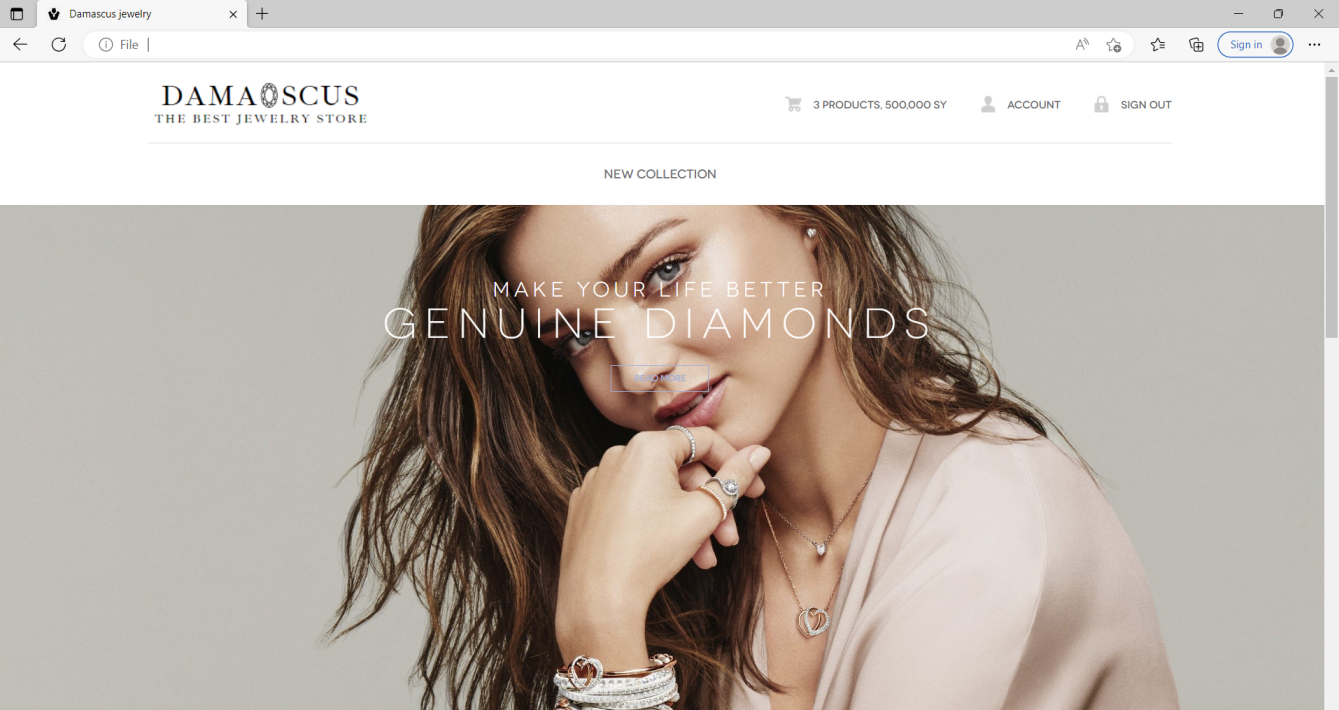 Damascus jewelry
File
Sign in
DAMASCUS
THE BEST JEWELRY STORE
3 PRODUCTS, 500,000 SY
ACCOUNT
SIGN OUT
NEW COLLECTION
MAKE YOUR LIFE BETTER
GENUINE DIAMONDS
READ MORE